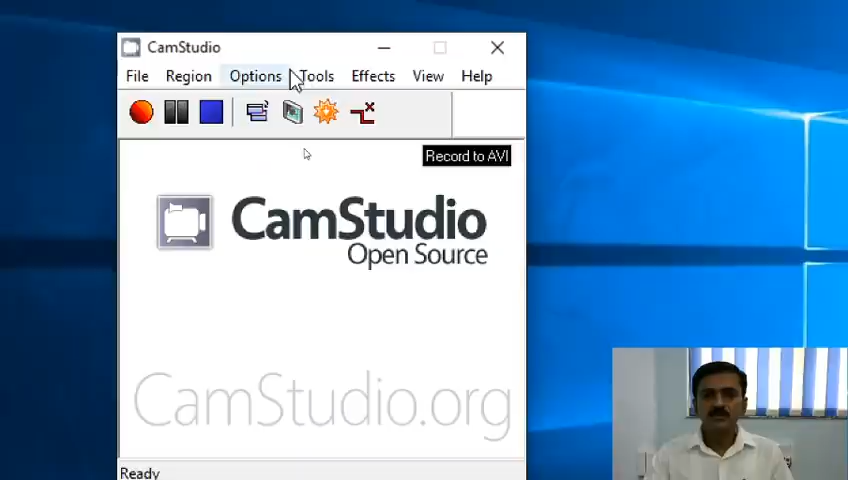 CamStudio
File Region Options Tools Effects View Help
Record to AVI
CamStudio
Open Source
CamStudio.org
Ready